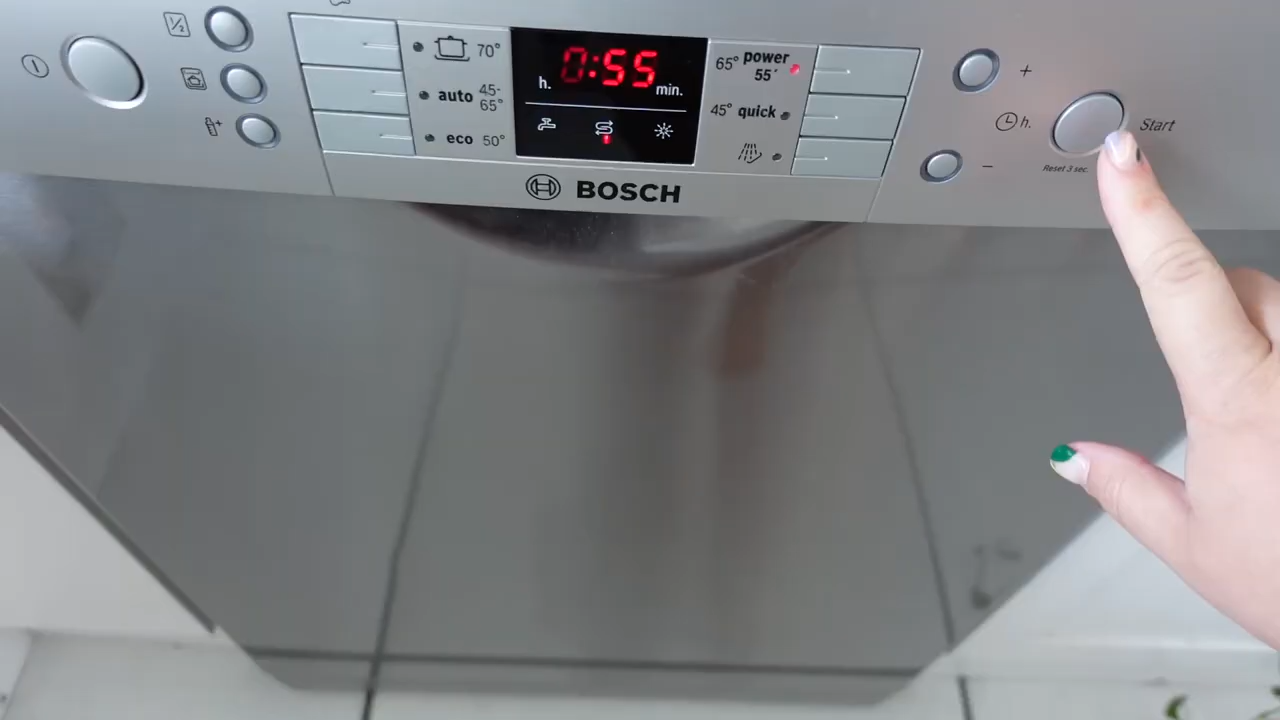 1/2
70°
auto 45-65°
eco 50°
0:55
h. min.
65° power 55'
45° quick
+
h.
-
Start
Reset 3 sec.
BOSCH